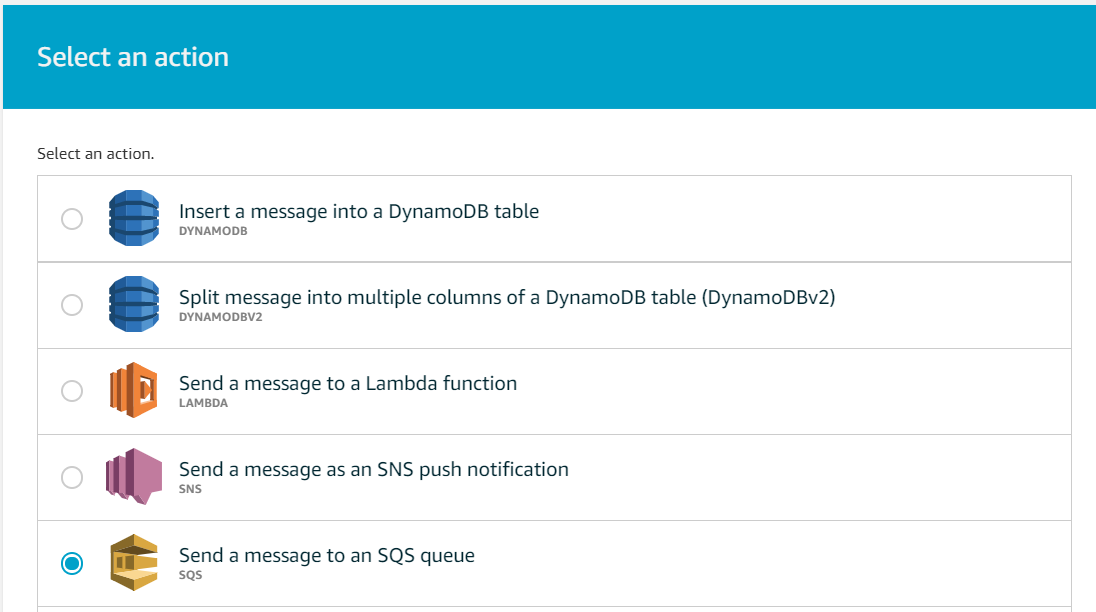 Select an action
Select an action.
Insert a message into a DynamoDB table
DYNAMODB
Split message into multiple columns of a DynamoDB table (DynamoDBv2)
DYNAMODBV2
Send a message to a Lambda function
LAMBDA
Send a message as an SNS push notification
SNS
Send a message to an SQS queue
SQS